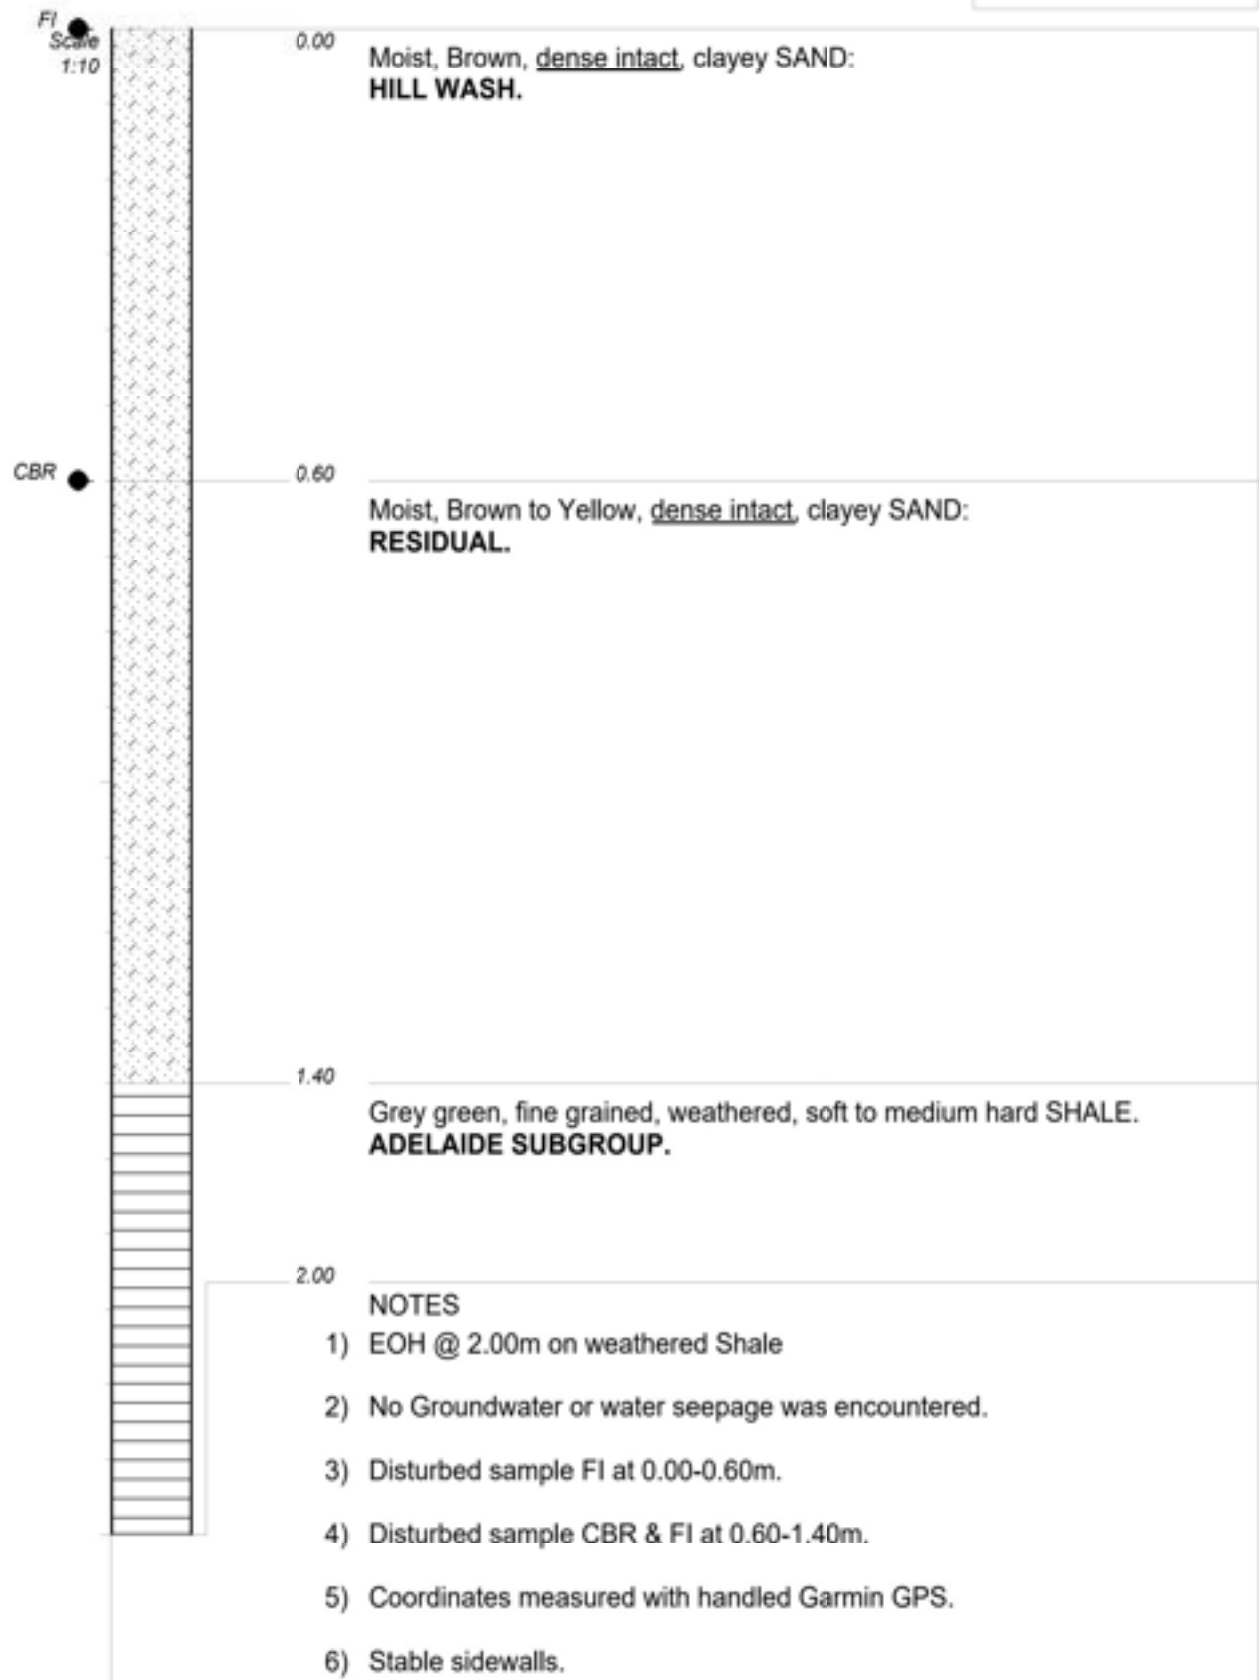 FI
Scale
1:10
0.00
Moist, Brown, dense intact, clayey SAND:
HILL WASH.
CBR
0.60
Moist, Brown to Yellow, dense intact, clayey SAND:
RESIDUAL.
1.40
Grey green, fine grained, weathered, soft to medium hard SHALE.
ADELAIDE SUBGROUP.
2.00
NOTES
1) EOH @ 2.00m on weathered Shale
2) No Groundwater or water seepage was encountered.
3) Disturbed sample FI at 0.00-0.60m.
4) Disturbed sample CBR & FI at 0.60-1.40m.
5) Coordinates measured with handled Garmin GPS.
6) Stable sidewalls.